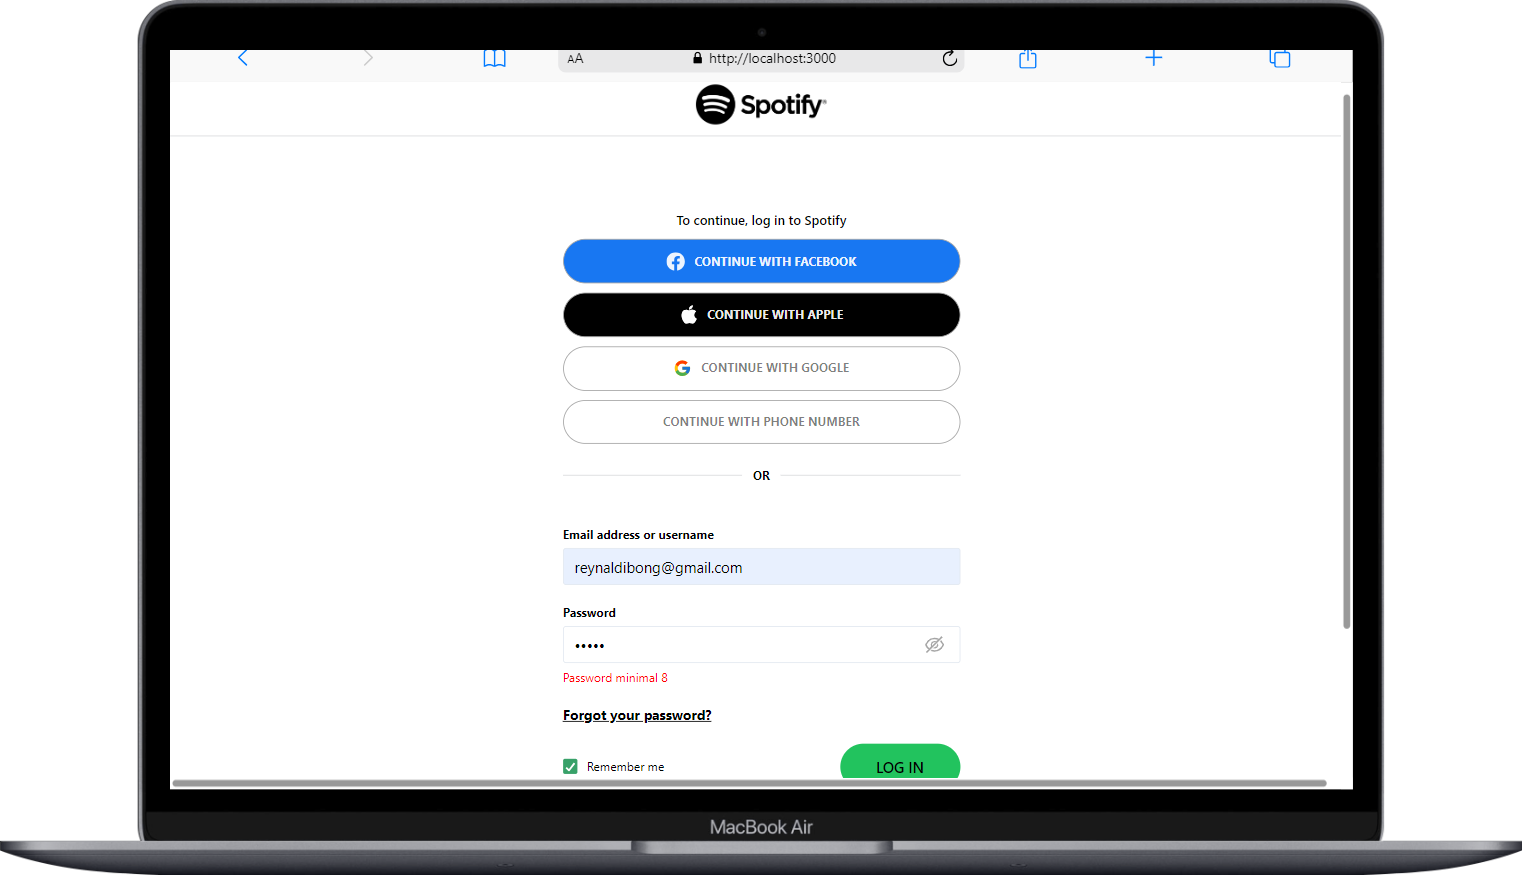 AA http://localhost:3000
Spotify
To continue, log in to Spotify
CONTINUE WITH FACEBOOK
CONTINUE WITH APPLE
CONTINUE WITH GOOGLE
CONTINUE WITH PHONE NUMBER
OR
Email address or username
reynaldibong@gmail.com
Password
•••••
Password minimal 8
Forgot your password?
Remember me
LOG IN
MacBook Air